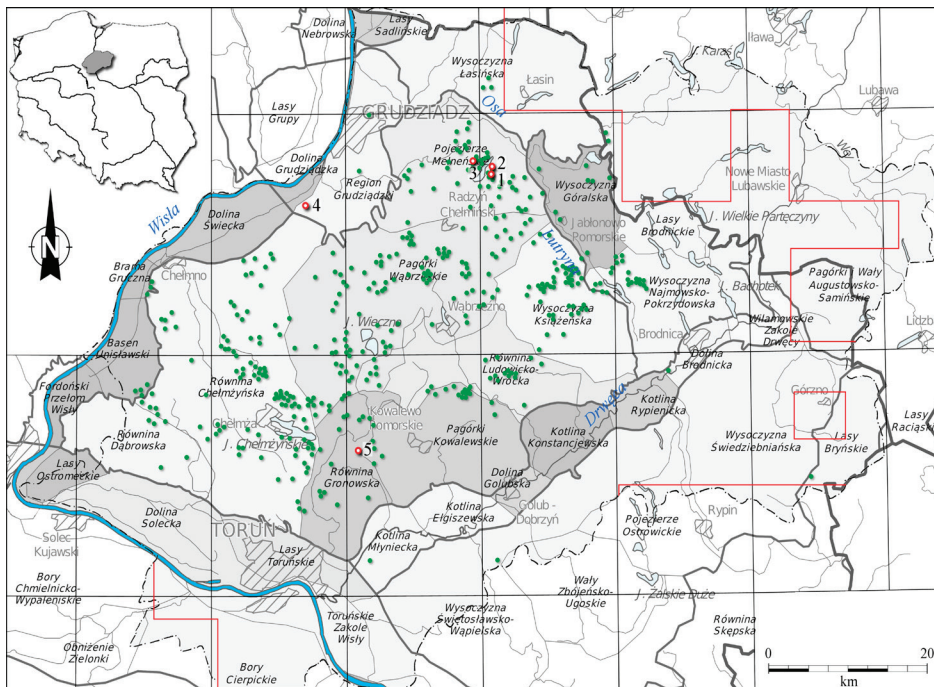 Dolina
Nebrowska
Lasy
Sadlińskie
Wysoczyzna
Łasińska
Łasin
J. Karaś
Iława
Lubawa
Lasy
Grupy
GRUDZIĄDZ
Osa
Dolina
Grudziądzka
Region
Grudziądzki
Pojezierze
Mełneńskie
2
3
1
4
Radzyń
Chełmiński
Wysoczyzna
Góralska
Nowe Miasto
Lubawskie
Wisła
Dolina
Świecka
N
Jabłonowo
Pomorskie
Lasy
Brodnickie
J. Wielkie Partęczyny
Lutryna
Brama
Gruczna
Chełmno
Pagórki
Wąbrzeskie
Wysoczyzna
Najmowsko-
Pokrzydowska
J. Bachotek
Pagórki i Wały
Augustowsko-
Samińskie
Wąbrzeźno
Wysoczyzna
Książeńska
J. Wieczno
Brodnica
Wilamowskie
Zakole
Drwęcy
Lidzb
Basen
Unisławski
Równina
Ludowicko-
Wrocka
Dolina
Brodnicka
Fordoński
Przełom
Wisły
Równina
Chełmżyńska
Drwęca
Kotlina
Rypienicka
Górzno
Chełmża
J. Chełmżyńskie
Kowalewo
Pomorskie
Pagórki
Kowalewskie
Kotlina
Konstancjewska
Równina
Dąbrowska
Wysoczyzna
Świedziebniańska
Lasy
Bryńskie
Lasy
Raciąski
5
Lasy
Ostromeckie
Równina
Gronowska
Dolina
Golubska
Dolina
Solecka
Kotlina
Elgiszewska
Golub -
Dobrzyń
Rypin
TORUŃ
Solec
Kujawski
Lasy
Toruńskie
Kotlina
Młyniecka
Pojezierze
Ostrowickie
Bory
Chmielnicko-
Wypaleniskie
Wały
Zbójeńsko-
Ugoskie
J. Żalskie Duże
Toruńskie
Zakole
Wisły
Wysoczyzna
Świętosławsko-
Wąpielska
Równina
Skępska
Obniżenie
Zielonki
Bory
Cierpickie
0 20
km